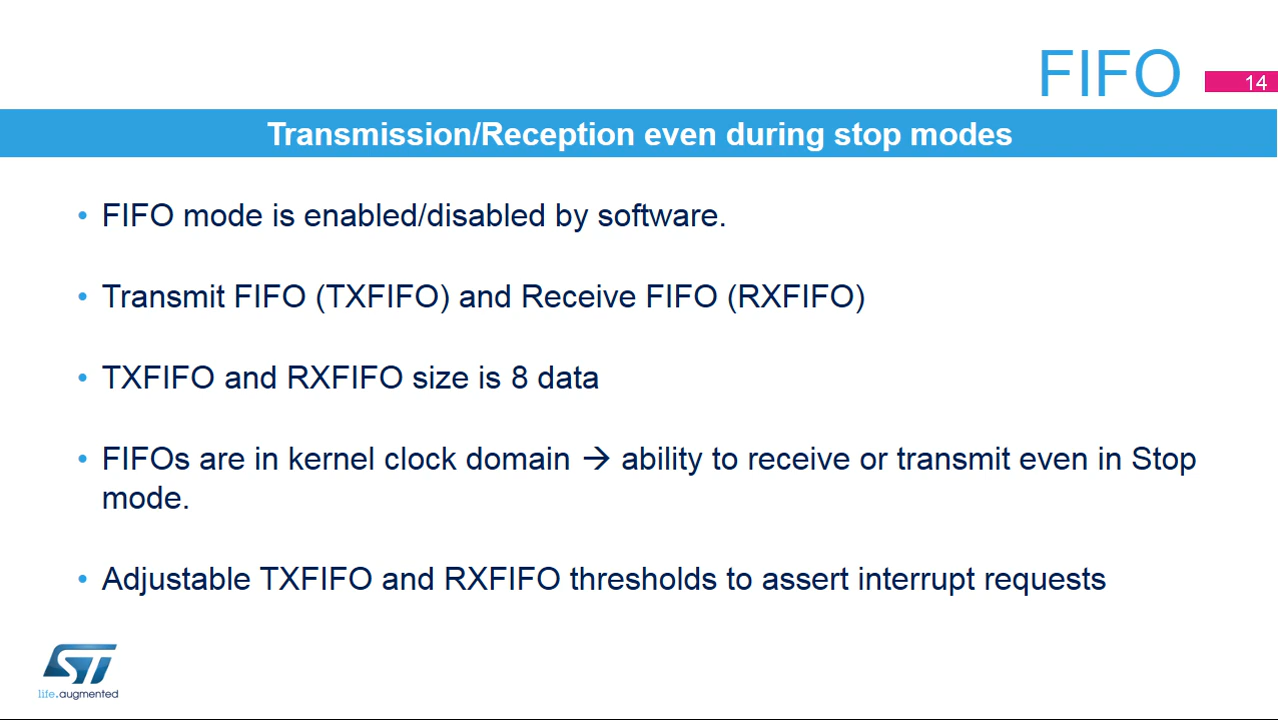 FIFO
14
Transmission/Reception even during stop modes
• FIFO mode is enabled/disabled by software.
• Transmit FIFO (TXFIFO) and Receive FIFO (RXFIFO)
• TXFIFO and RXFIFO size is 8 data
• FIFOs are in kernel clock domain → ability to receive or transmit even in Stop
mode.
• Adjustable TXFIFO and RXFIFO thresholds to assert interrupt requests
ST
life.augmented